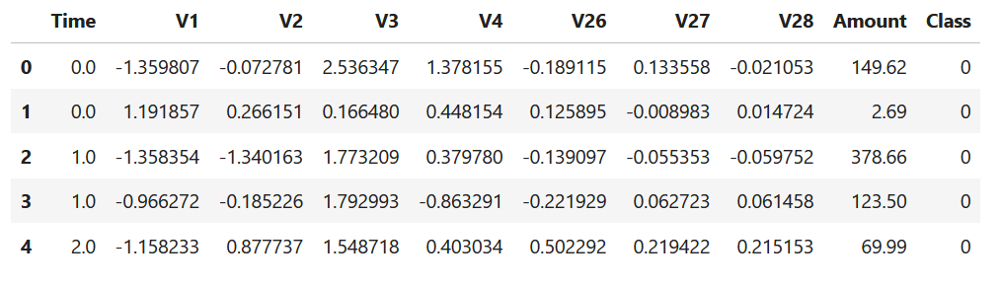 Time V1 V2 V3 V4 V26 V27 V28 Amount Class
0 0.0 -1.359807 -0.072781 2.536347 1.378155 -0.189115 0.133558 -0.021053 149.62 0
1 0.0 1.191857 0.266151 0.166480 0.448154 0.125895 -0.008983 0.014724 2.69 0
2 1.0 -1.358354 -1.340163 1.773209 0.379780 -0.139097 -0.055353 -0.059752 378.66 0
3 1.0 -0.966272 -0.185226 1.792993 -0.863291 -0.221929 0.062723 0.061458 123.50 0
4 2.0 -1.158233 0.877737 1.548718 0.403034 0.502292 0.219422 0.215153 69.99 0